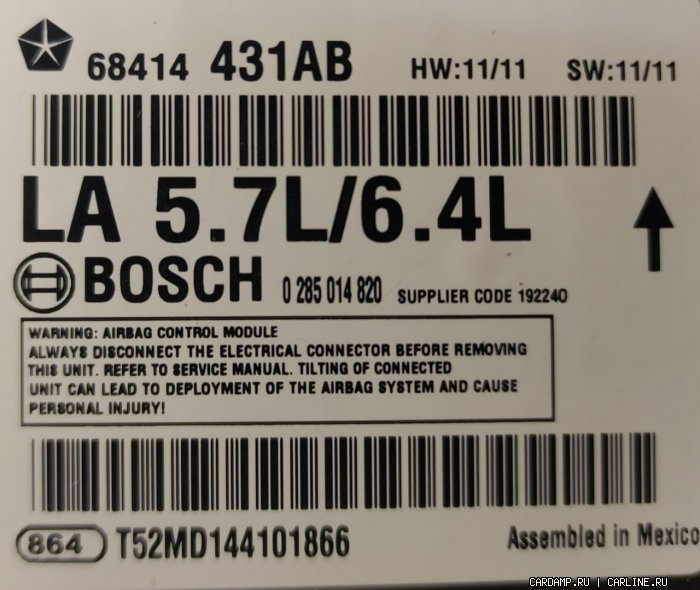 68414 431AB HW:11/11 SW:11/11
LA 5.7L/6.4L
BOSCH 0 285 014 820 SUPPLIER CODE 192240
WARNING: AIRBAG CONTROL MODULE
ALWAYS DISCONNECT THE ELECTRICAL CONNECTOR BEFORE REMOVING
THIS UNIT. REFER TO SERVICE MANUAL. TILTING OF CONNECTED
UNIT CAN LEAD TO DEPLOYMENT OF THE AIRBAG SYSTEM AND CAUSE
PERSONAL INJURY!
864 T52MD144101866 Assembled in Mexico
CARDAMP.RU | CARLINE.RU